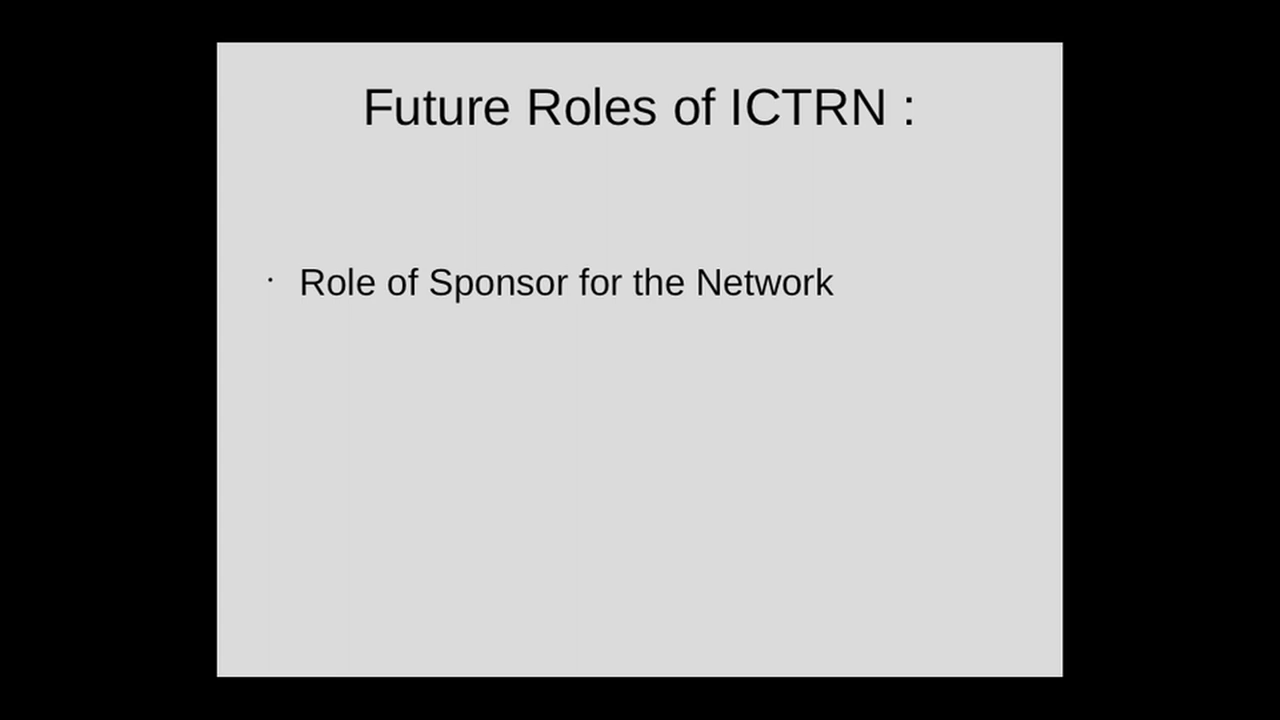 Future Roles of ICTRN :
· Role of Sponsor for the Network